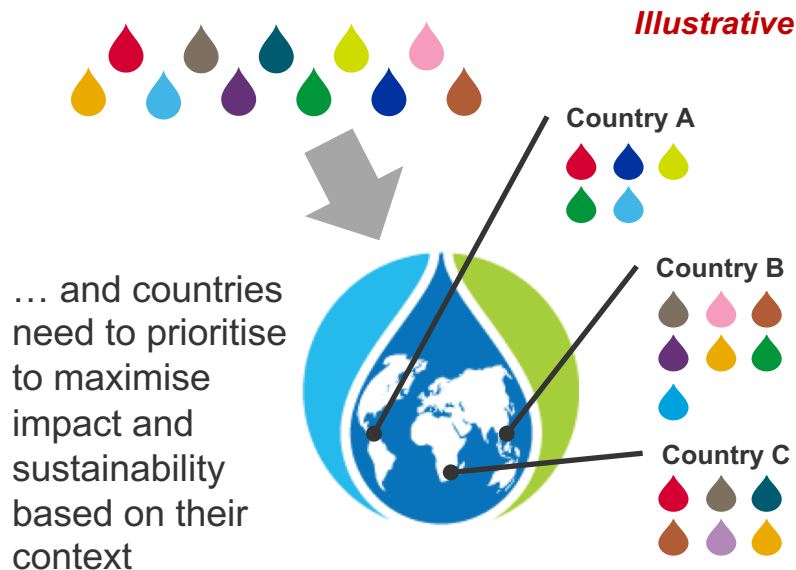 Illustrative
Country A
Country B
Country C
… and countries
need to prioritise
to maximise
impact and
sustainability
based on their
context